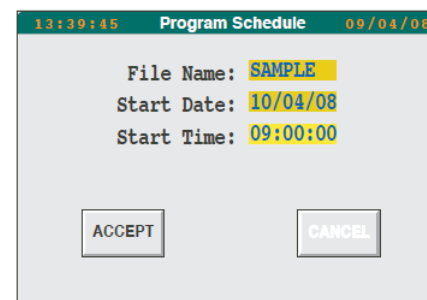 13:39:45 Program Schedule 09/04/08
File Name: SAMPLE
Start Date: 10/04/08
Start Time: 09:00:00
ACCEPT CANCEL